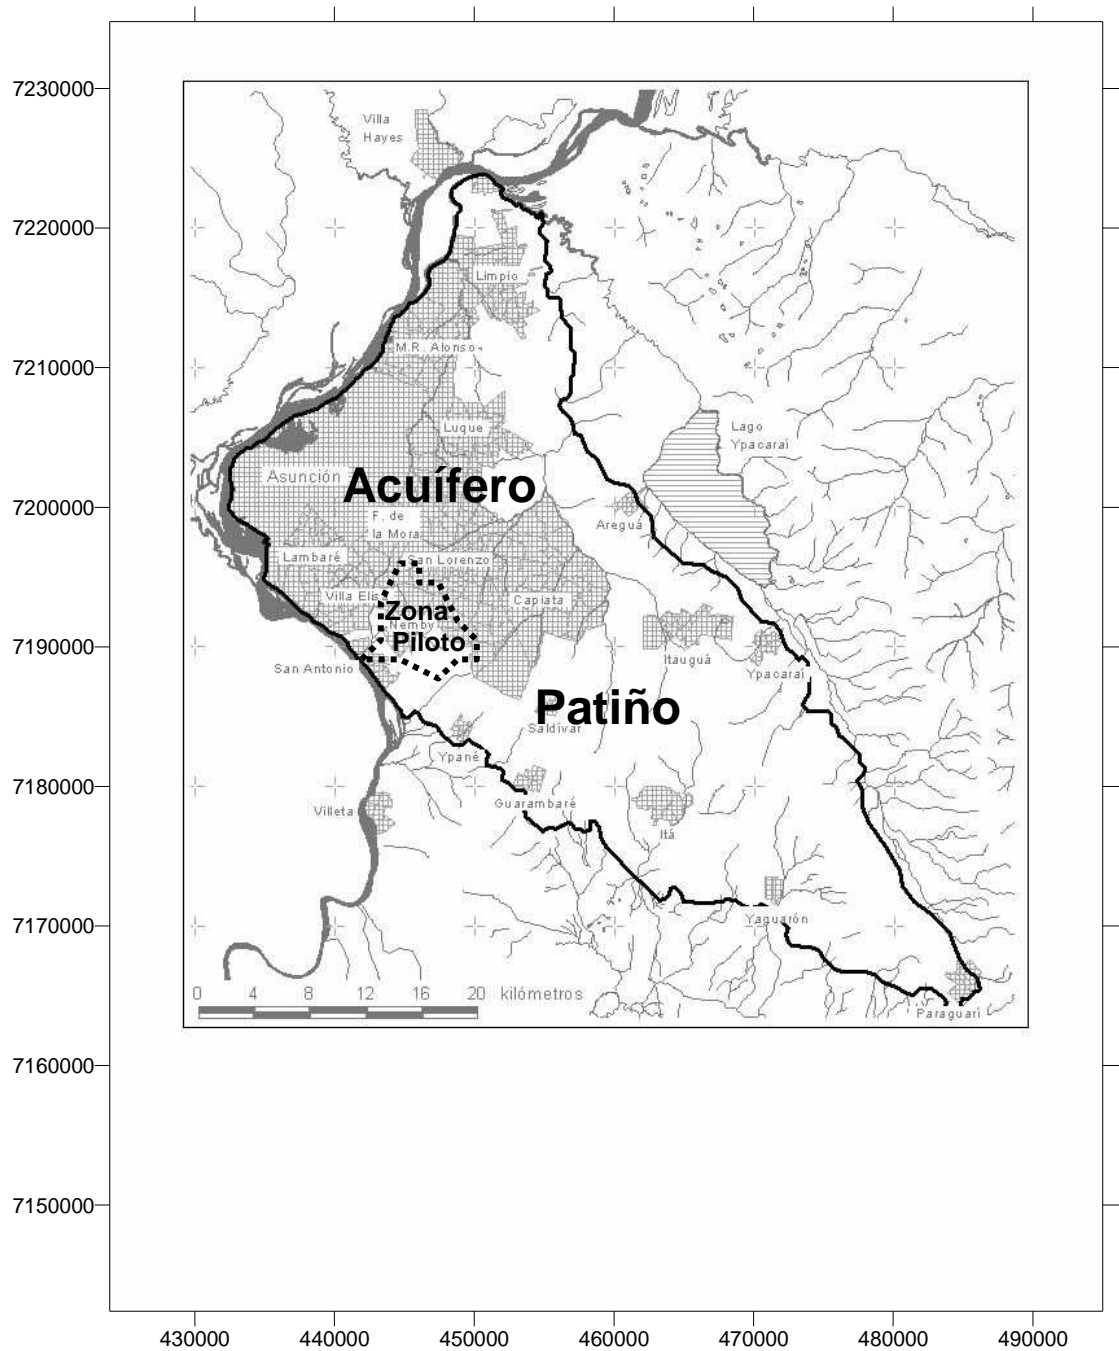 7230000
7220000
7210000
7200000
7190000
7180000
7170000
7160000
7150000
Villa
Hayes
Limpio
M.R. Alonso
Luque
Lago
Ypacaraí
Asunción
Acuífero
Areguá
F. de
la Mora
Lambaré
San Lorenzo
Villa Elis
Capiata
Zona
Ñemby
Piloto
San Antonio
Itauguá
Ypacaraí
Patiño
Saldívar
Ypané
Guarambaré
Villeta
Itá
Yaguarón
Paraguarí
0 4 8 12 16 20 kilómetros
430000 440000 450000 460000 470000 480000 490000